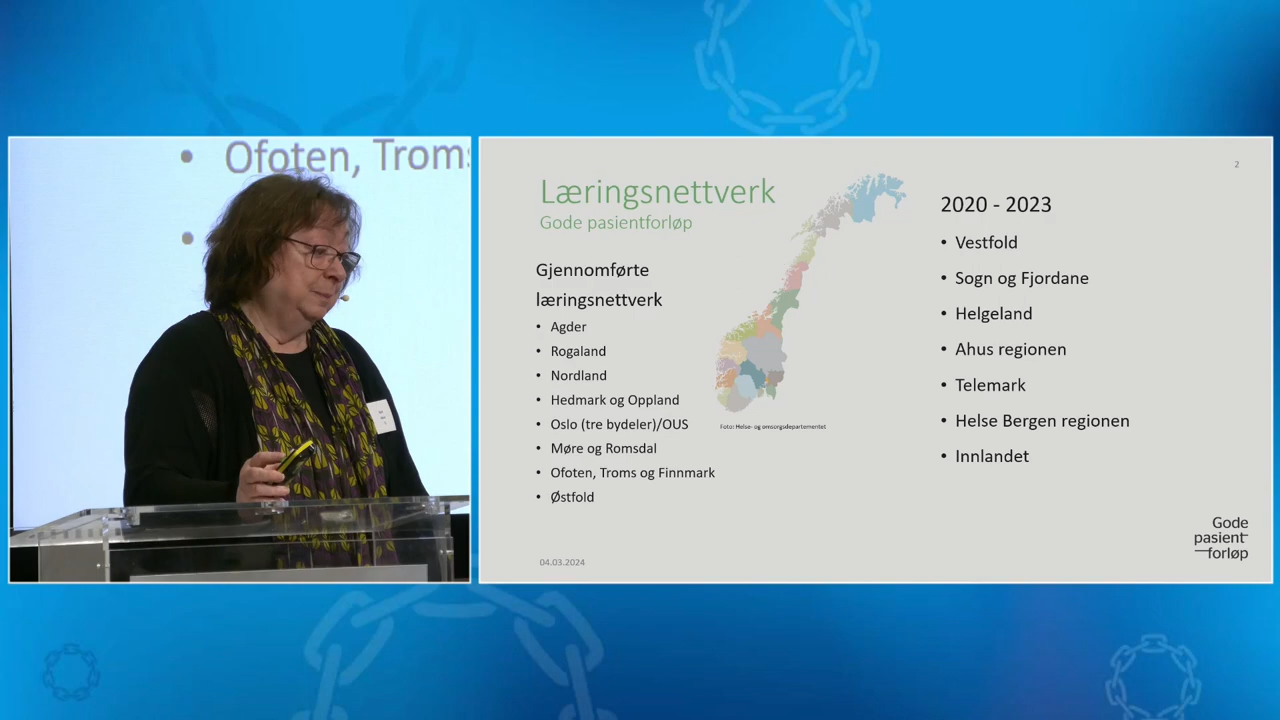 Ofoten, Troms
2
Læringsnettverk
Gode pasientforløp
Gjennomførte
læringsnettverk
• Agder
• Rogaland
• Nordland
• Hedmark og Oppland
• Oslo (tre bydeler)/OUS
• Møre og Romsdal
• Ofoten, Troms og Finnmark
• Østfold
Foto: Helse- og omsorgsdepartementet
2020 - 2023
• Vestfold
• Sogn og Fjordane
• Helgeland
• Ahus regionen
• Telemark
• Helse Bergen regionen
• Innlandet
04.03.2024
Gode
pasient
forløp